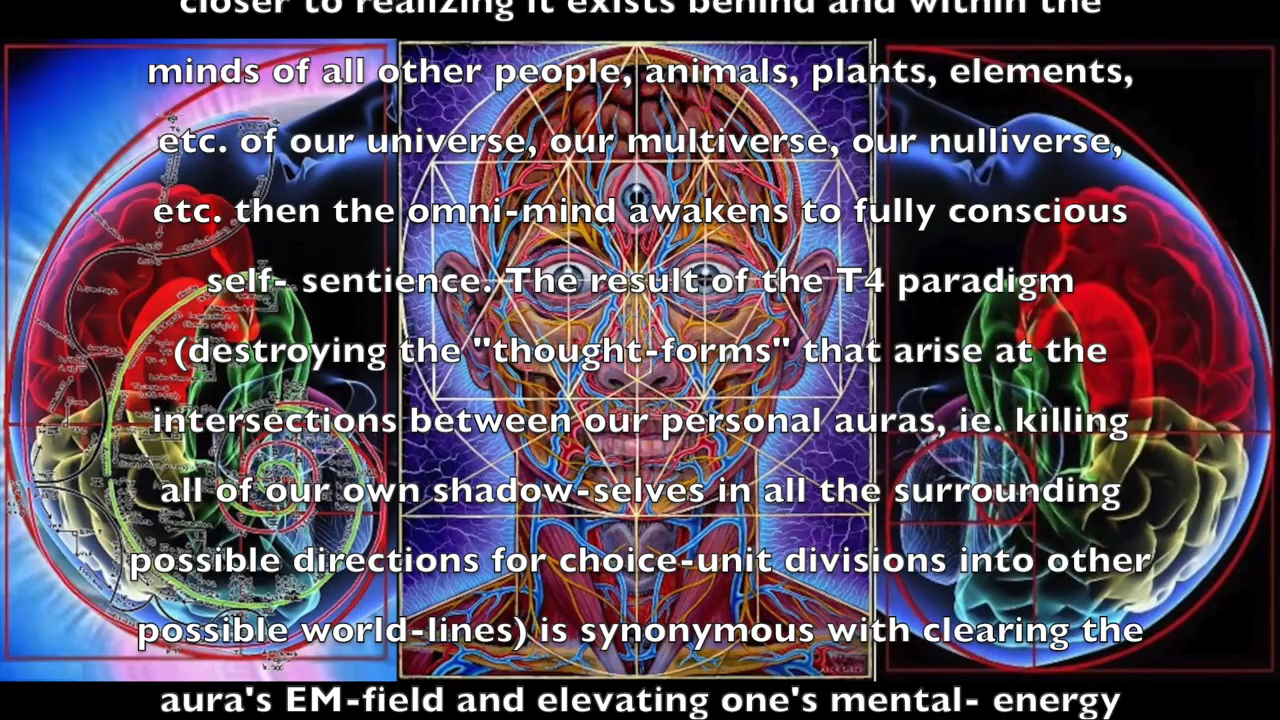 closer to realizing it exists behind and within the
minds of all other people, animals, plants, elements,
etc. of our universe, our multiverse, our nulliverse,
etc. then the omni-mind awakens to fully conscious
self- sentience. The result of the T4 paradigm
(destroying the "thought-forms" that arise at the
intersections between our personal auras, ie. killing
all of our own shadow-selves in all the surrounding
possible directions for choice-unit divisions into other
possible world-lines) is synonymous with clearing the
aura's EM-field and elevating one's mental- energy